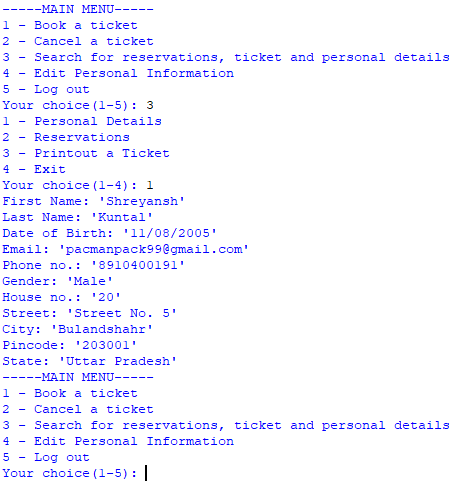 -----MAIN MENU-----
1 - Book a ticket
2 - Cancel a ticket
3 - Search for reservations, ticket and personal details
4 - Edit Personal Information
5 - Log out
Your choice(1-5): 3
1 - Personal Details
2 - Reservations
3 - Printout a Ticket
4 - Exit
Your choice(1-4): 1
First Name: 'Shreyansh'
Last Name: 'Kuntal'
Date of Birth: '11/08/2005'
Email: 'pacmanpack99@gmail.com'
Phone no.: '8910400191'
Gender: 'Male'
House no.: '20'
Street: 'Street No. 5'
City: 'Bulandshahr'
Pincode: '203001'
State: 'Uttar Pradesh'
-----MAIN MENU-----
1 - Book a ticket
2 - Cancel a ticket
3 - Search for reservations, ticket and personal details
4 - Edit Personal Information
5 - Log out
Your choice(1-5):